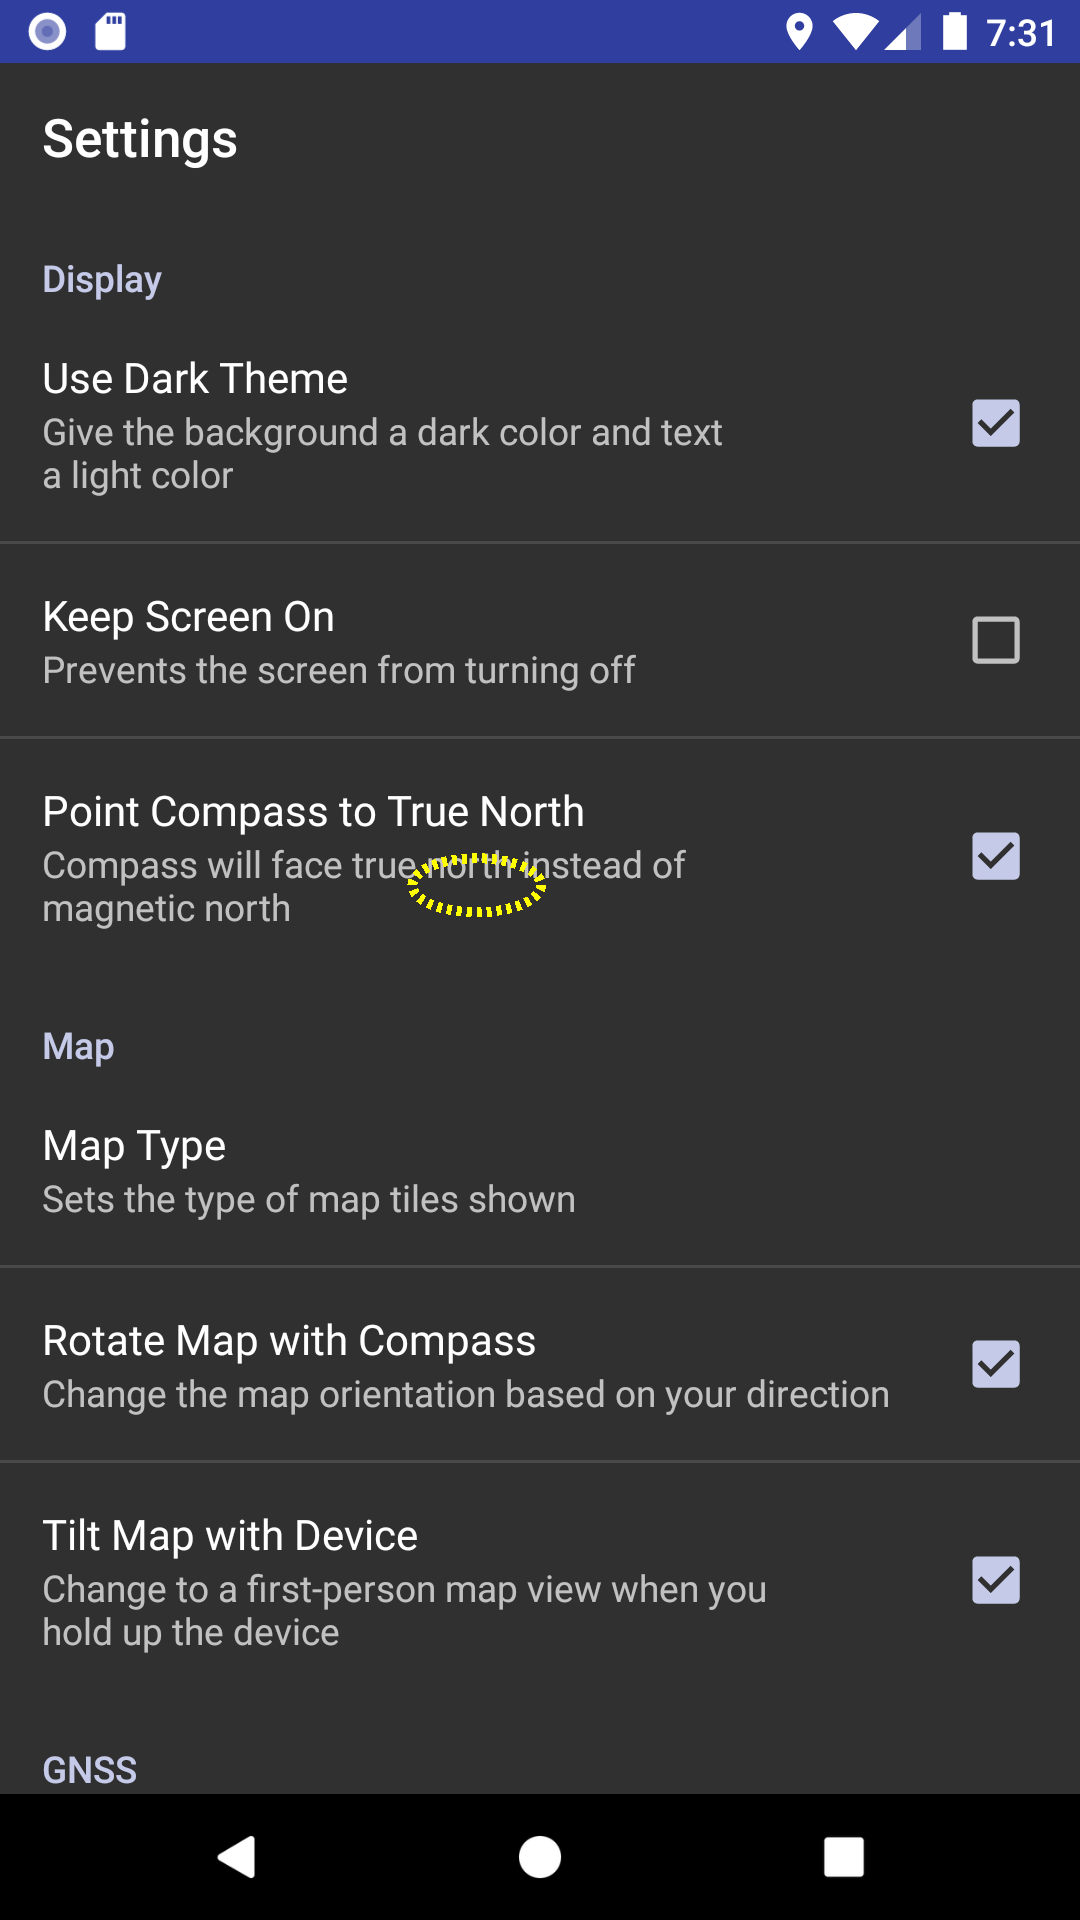 7:31
Settings
Display
Use Dark Theme
Give the background a dark color and text
a light color
Keep Screen On
Prevents the screen from turning off
Point Compass to True North
Compass will face true north instead of
magnetic north
Map
Map Type
Sets the type of map tiles shown
Rotate Map with Compass
Change the map orientation based on your direction
Tilt Map with Device
Change to a first-person map view when you
hold up the device
GNSS